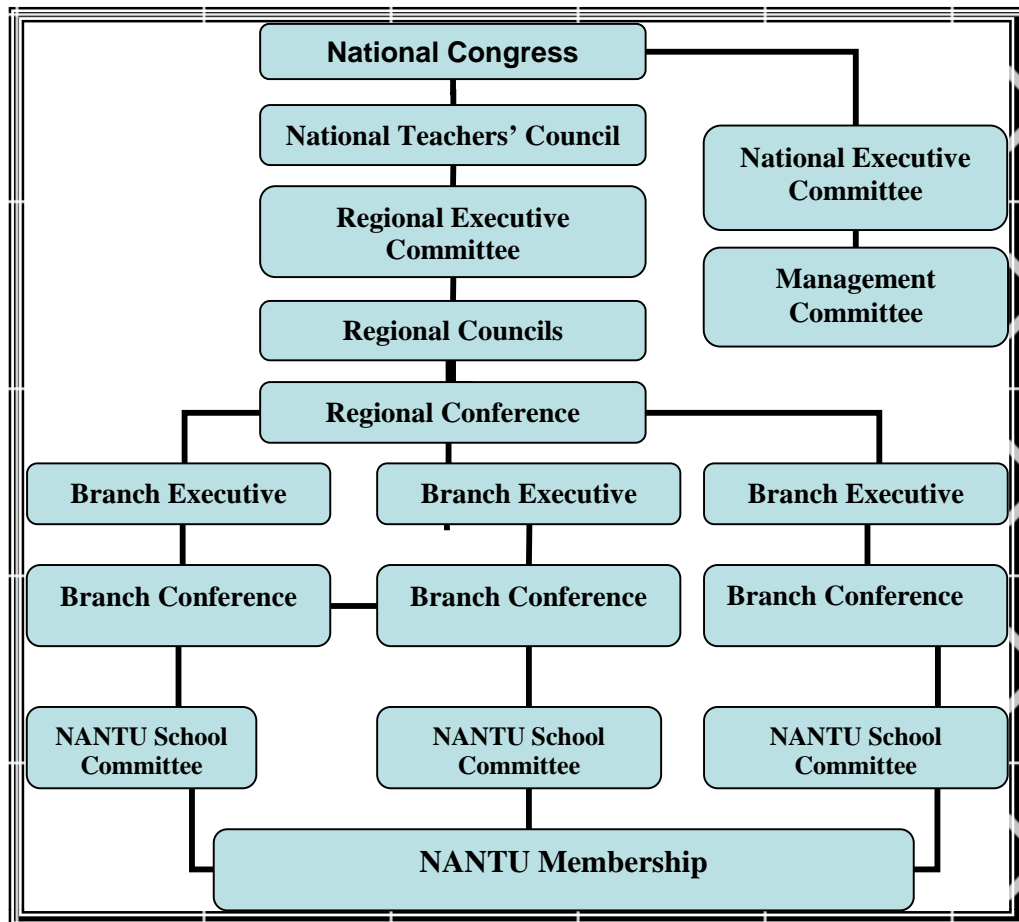 National Congress
National Teachers’ Council
National Executive
Committee
Regional Executive
Committee
Management
Committee
Regional Councils
Regional Conference
Branch Executive
Branch Executive
Branch Executive
Branch Conference
Branch Conference
Branch Conference
NANTU School
Committee
NANTU School
Committee
NANTU School
Committee
NANTU Membership